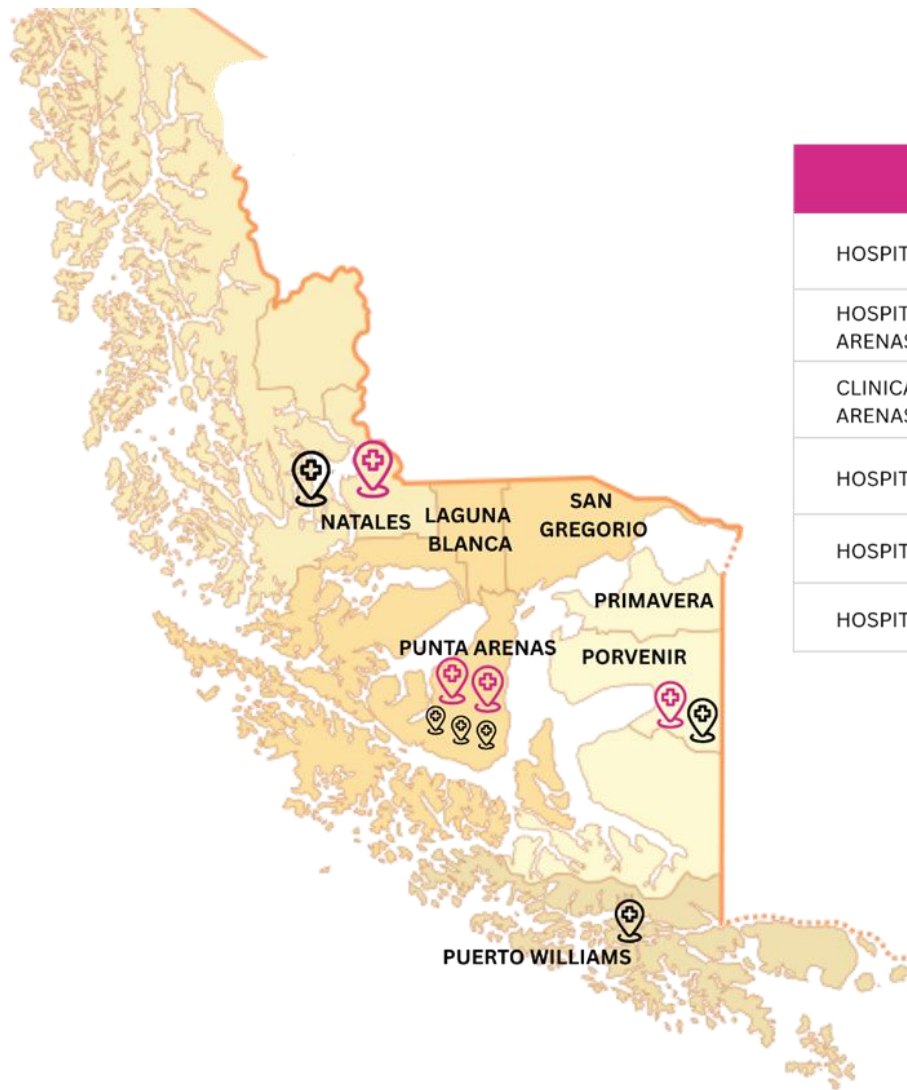 NATALES
LAGUNA
BLANCA
SAN
GREGORIO
PRIMAVERA
PUNTA ARENAS
PORVENIR
PUERTO WILLIAMS
HOSPIT
HOSPIT
ARENAS
CLINICA
ARENAS
HOSPIT
HOSPIT
HOSPIT